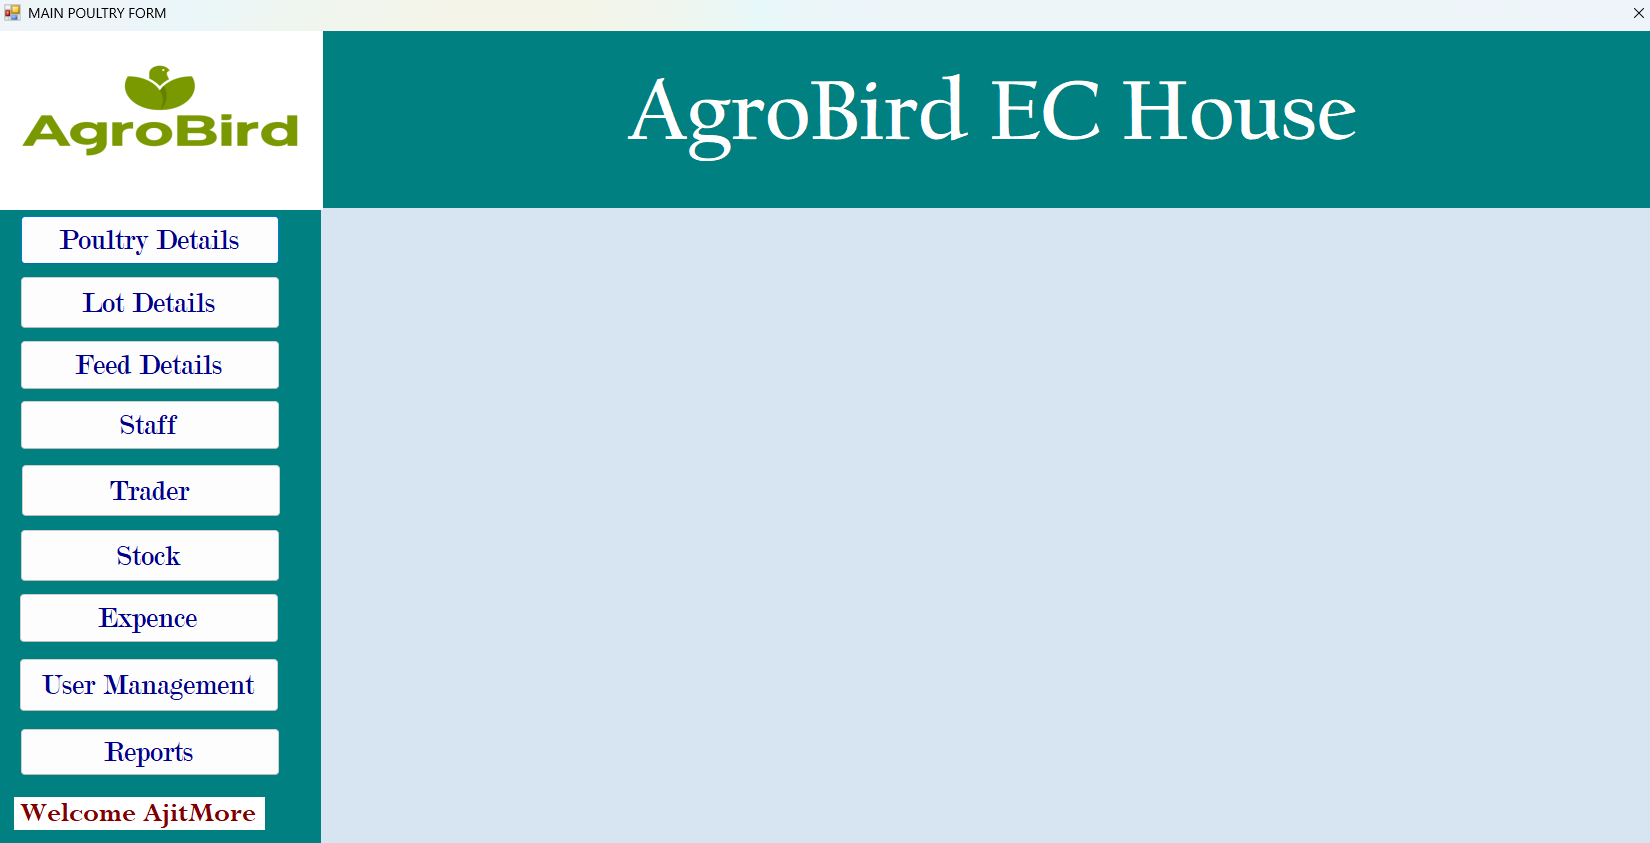 MAIN POULTRY FORM
AgroBird
AgroBird EC House
Poultry Details
Lot Details
Feed Details
Staff
Trader
Stock
Expence
User Management
Reports
Welcome AjitMore